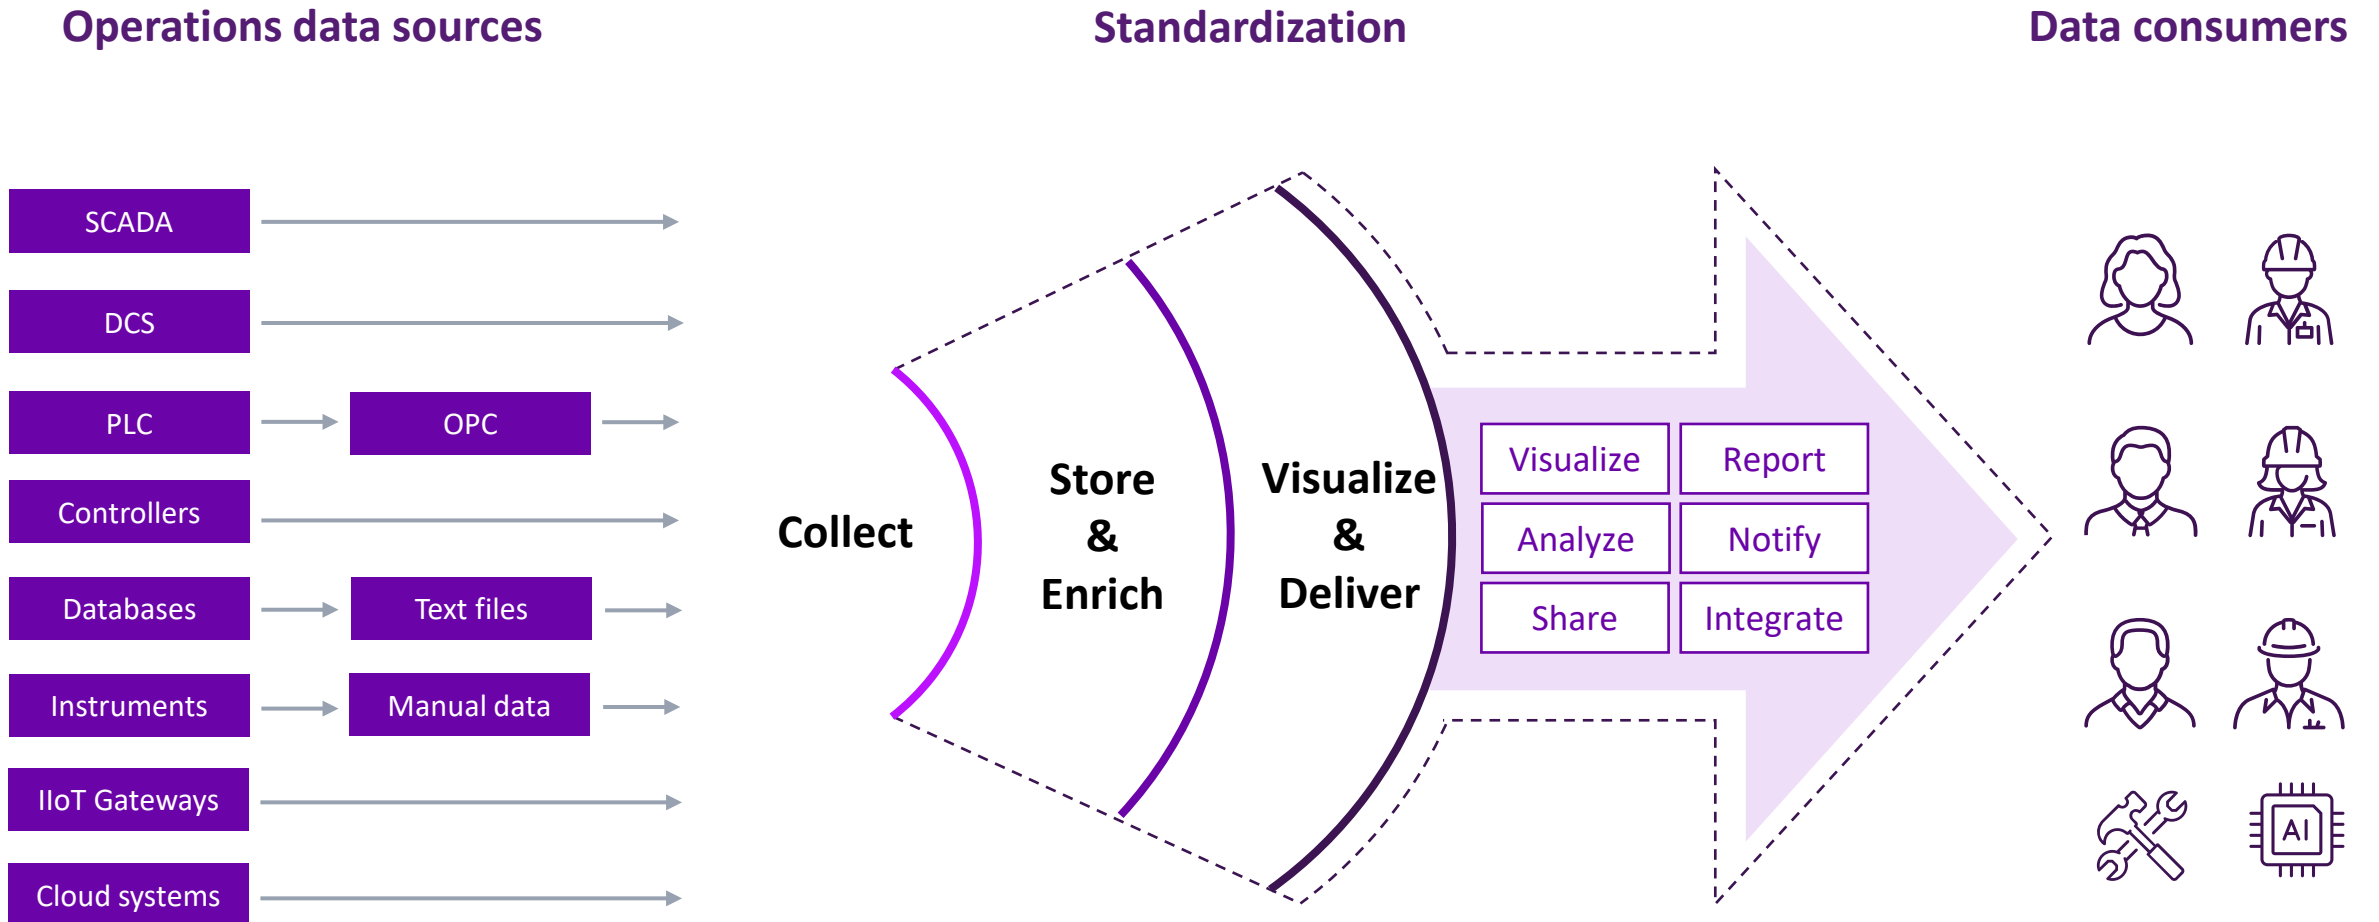 Operations data sources
Standardization
Data consumers
SCADA
DCS
PLC
OPC
Controllers
Databases
Text files
Instruments
Manual data
IIoT Gateways
Cloud systems
Collect
Store
&
Enrich
Visualize
&
Deliver
Visualize
Report
Analyze
Notify
Share
Integrate
AI